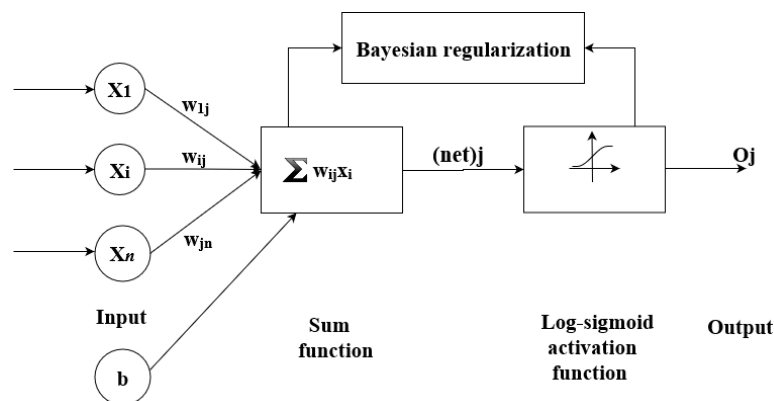 Bayesian regularization
X1
w1j
Xi
wij
Σ wijxi
(net)j
Oj
Xn
wjn
Input
Sum
function
Log-sigmoid
activation
function
Output
b